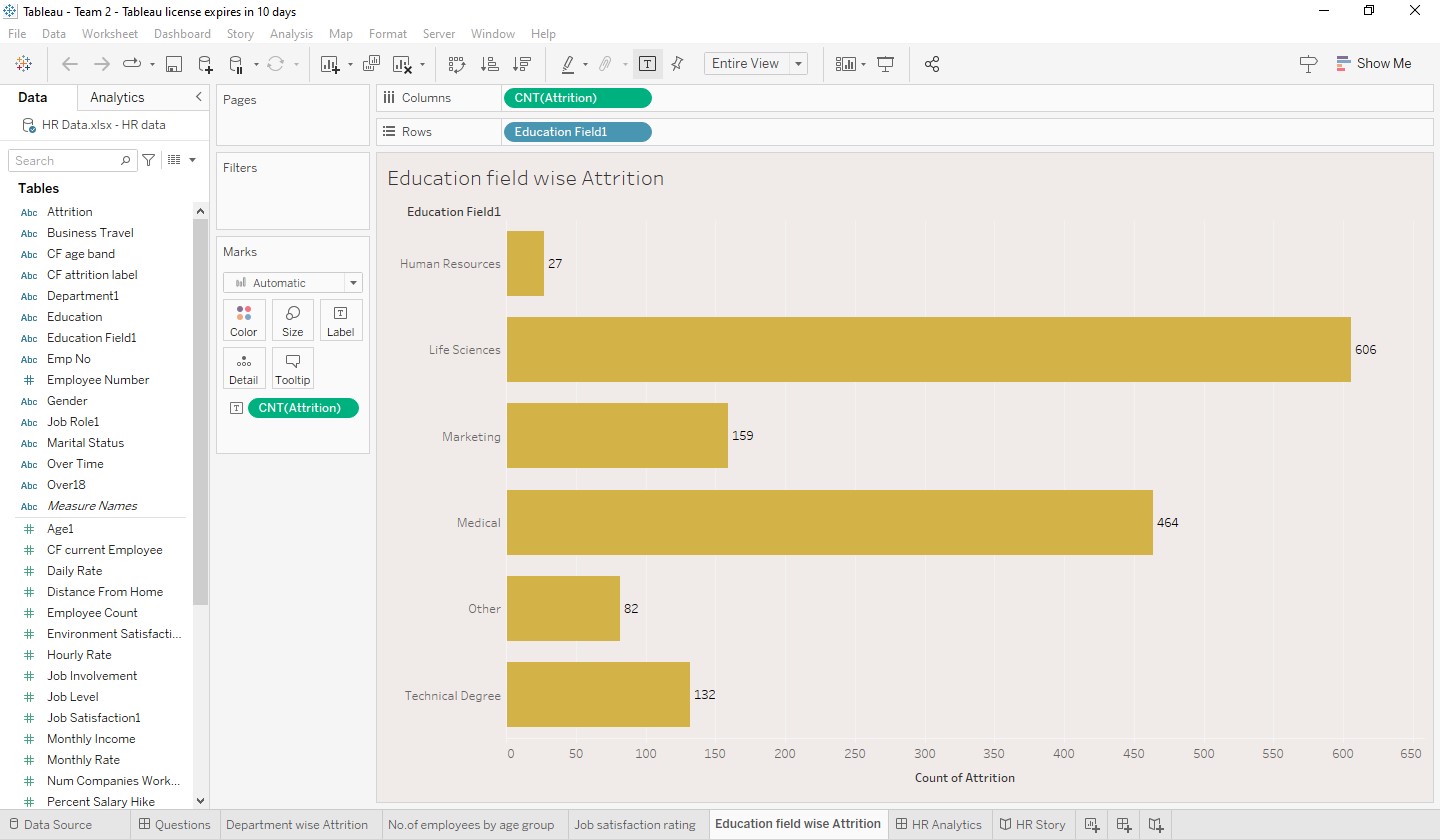 Tableau - Team 2 - Tableau license expires in 10 days
File Data Worksheet Dashboard Story Analysis Map Format Server Window Help
Entire View
Show Me
Data Analytics
HR Data.xlsx - HR data
Search
Tables
Abc Attrition
Abc Business Travel
Abc CF age band
Abc CF attrition label
Abc Department1
Abc Education
Abc Education Field1
Abc Emp No
# Employee Number
Abc Gender
Abc Job Role1
Abc Marital Status
Abc Over Time
Abc Over18
Abc Measure Names
# Age1
# CF current Employee
# Daily Rate
# Distance From Home
# Employee Count
# Environment Satisfacti...
# Hourly Rate
# Job Involvement
# Job Level
# Job Satisfaction1
# Monthly Income
# Monthly Rate
# Num Companies Work...
# Percent Salary Hike
Pages
Filters
Marks
Automatic
Color Size Label
Detail Tooltip
CNT(Attrition)
Columns CNT(Attrition)
Rows Education Field1
Education field wise Attrition
Education Field1
Human Resources 27
Life Sciences 606
Marketing 159
Medical 464
Other 82
Technical Degree 132
0 50 100 150 200 250 300 350 400 450 500 550 600 650
Count of Attrition
Data Source Questions Department wise Attrition No.of employees by age group Job satisfaction rating Education field wise Attrition HR Analytics HR Story